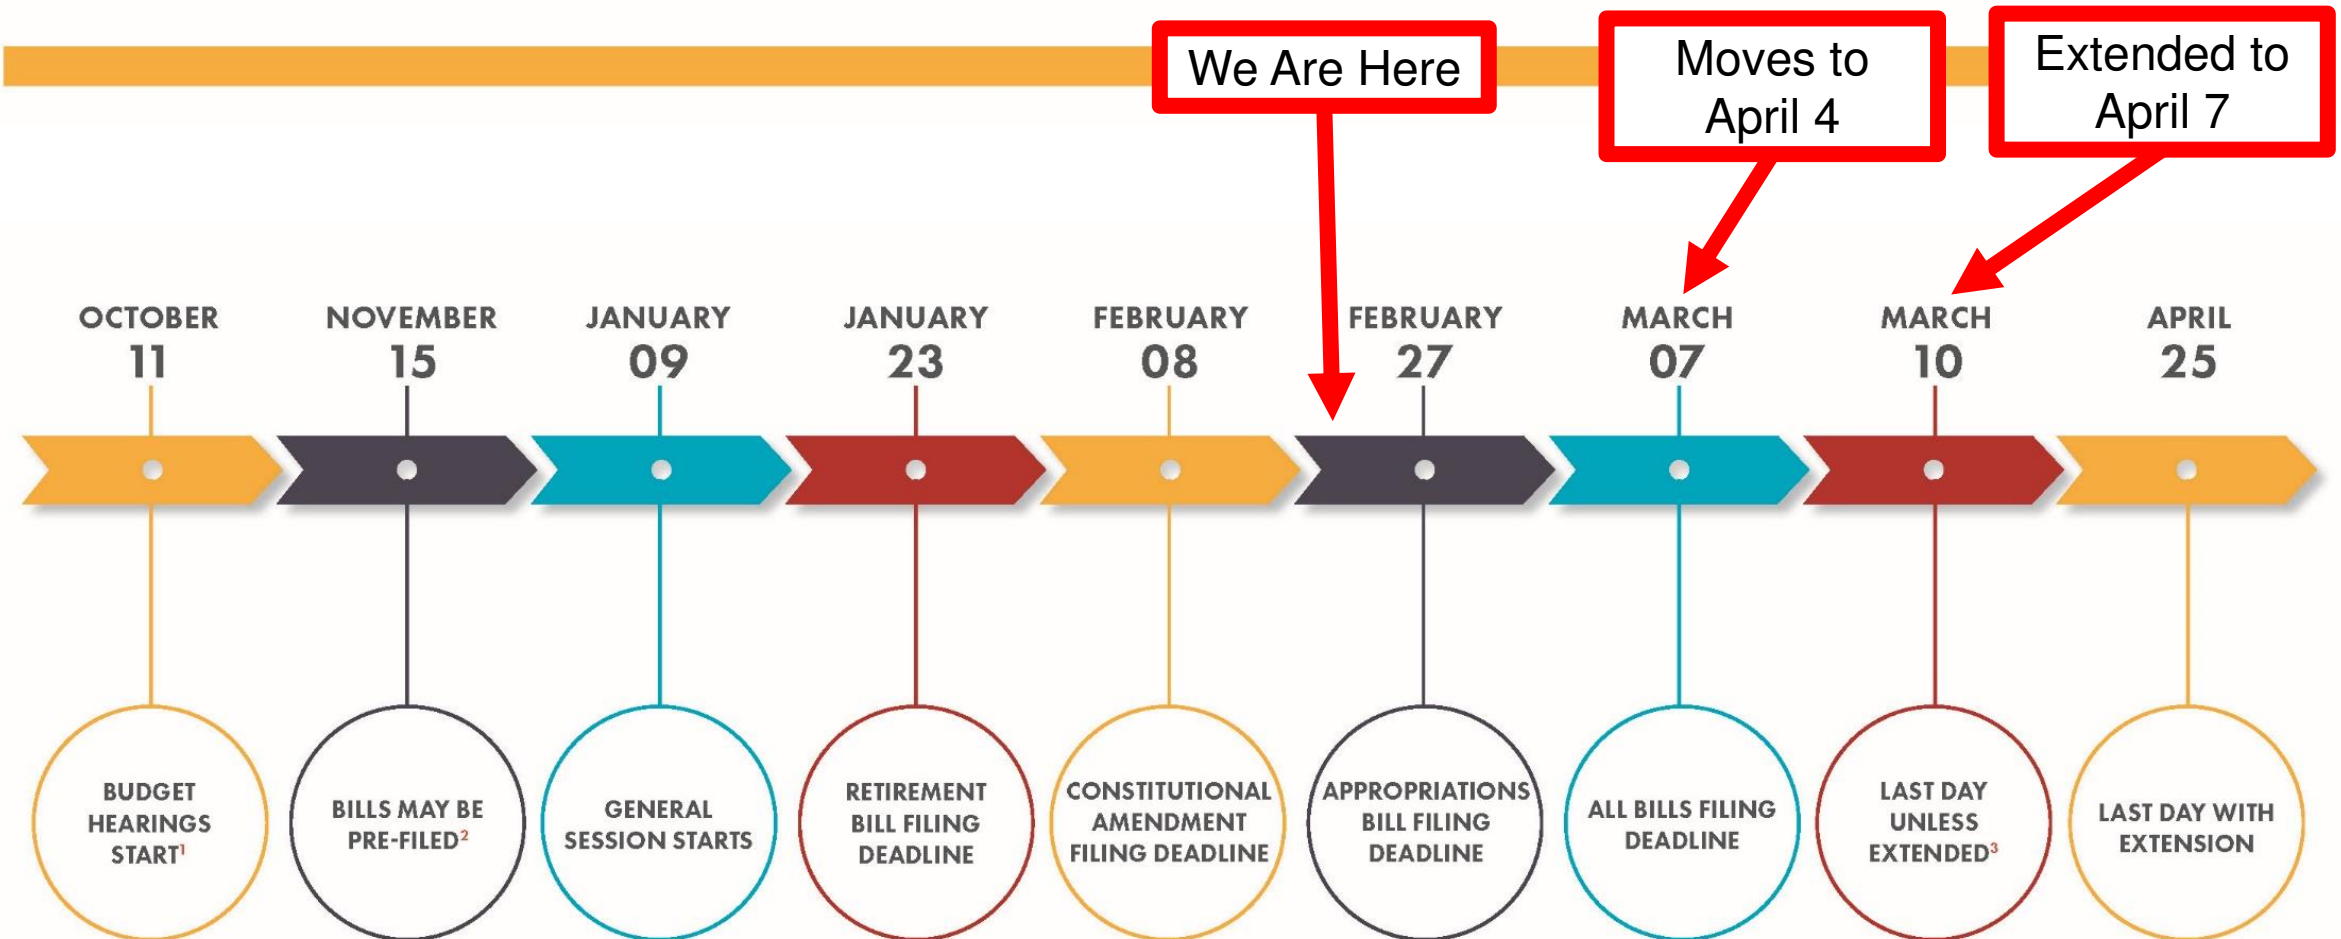 We Are Here
Moves to
April 4
Extended to
April 7
OCTOBER
11
NOVEMBER
15
JANUARY
09
JANUARY
23
FEBRUARY
08
FEBRUARY
27
MARCH
07
MARCH
10
APRIL
25
BUDGET
HEARINGS
START¹
BILLS MAY BE
PRE-FILED²
GENERAL
SESSION STARTS
RETIREMENT
BILL FILING
DEADLINE
CONSTITUTIONAL
AMENDMENT
FILING DEADLINE
APPROPRIATIONS
BILL FILING
DEADLINE
ALL BILLS FILING
DEADLINE
LAST DAY
UNLESS
EXTENDED³
LAST DAY WITH
EXTENSION